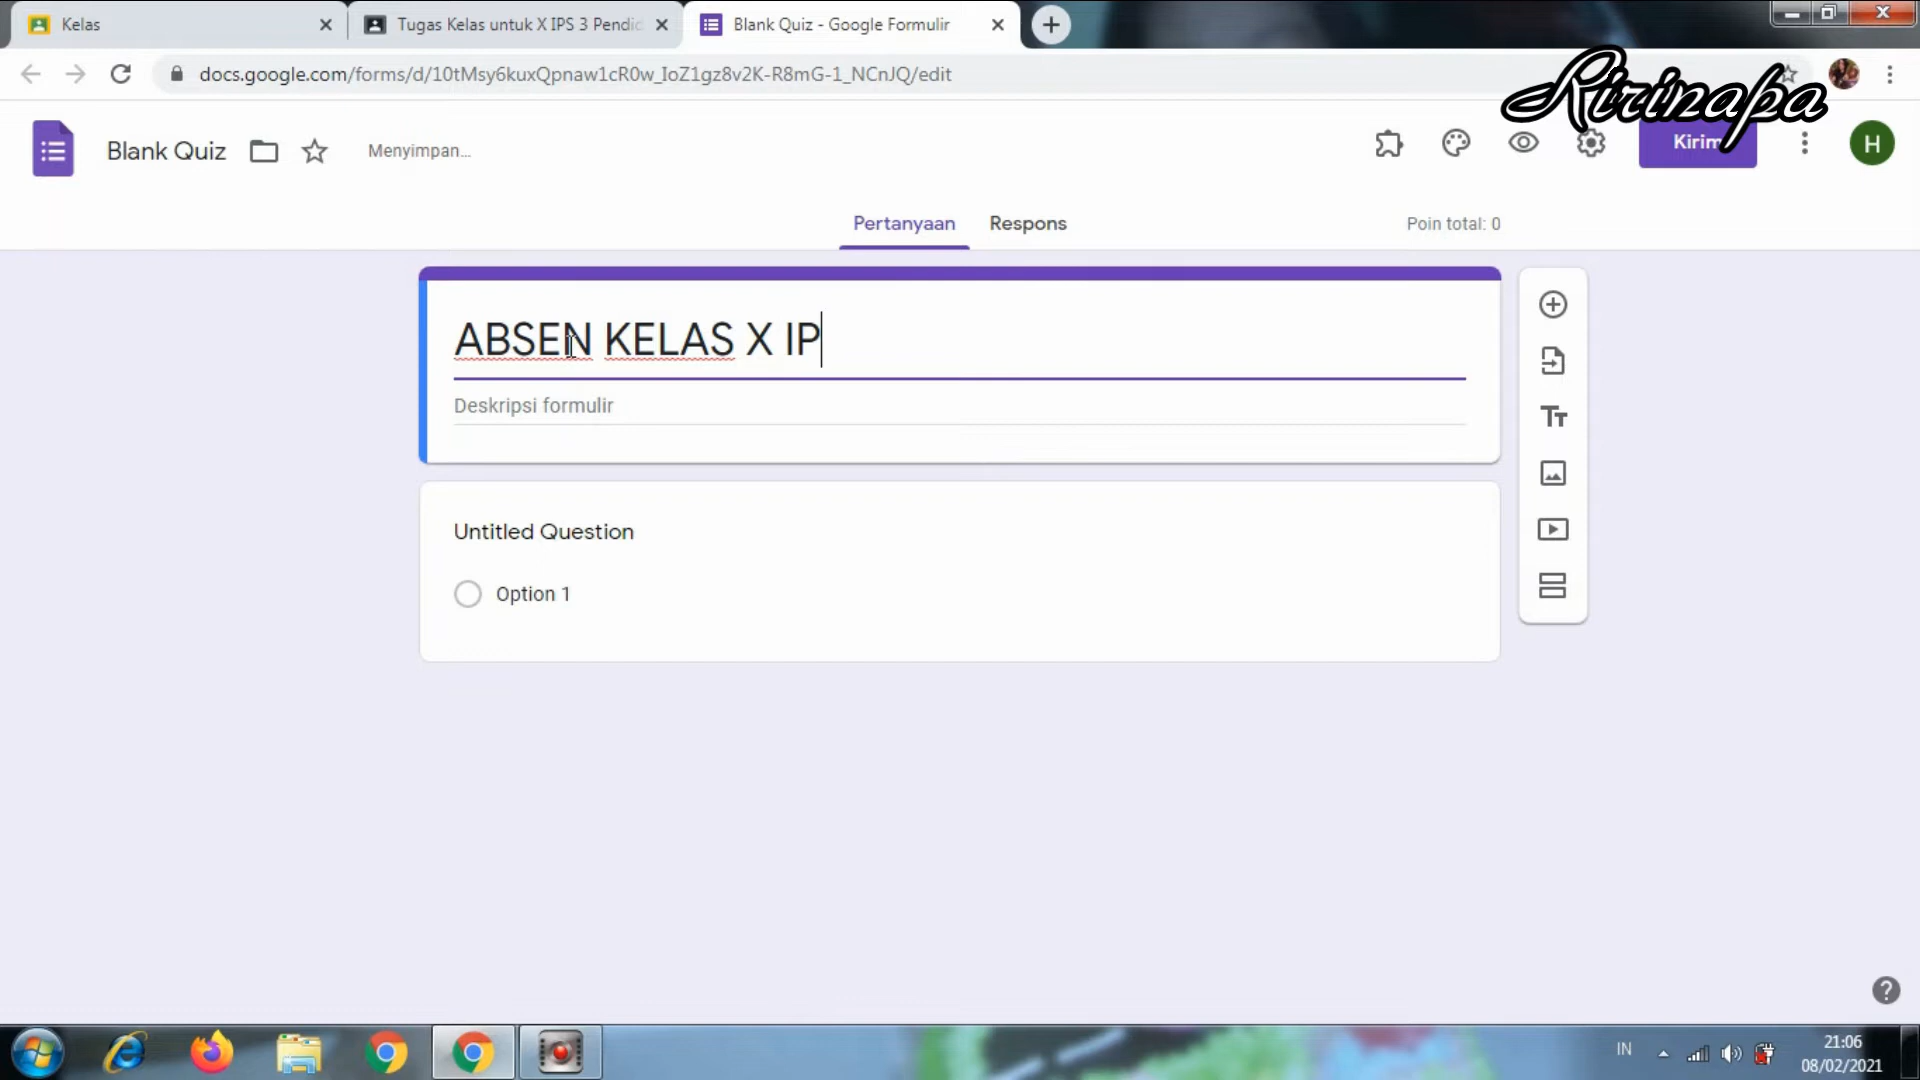 Kelas
Tugas Kelas untuk X IPS 3 Pendid
Blank Quiz - Google Formulir
docs.google.com/forms/d/10tMsy6kuxQpnaw1cR0w_IoZ1gz8v2K-R8mG-1_NCnJQ/edit
Ririnapa
Blank Quiz
Menyimpan...
Kirim
H
Pertanyaan
Respons
Poin total: 0
ABSEN KELAS X IP
Deskripsi formulir
Untitled Question
Option 1
IN
21:06
08/02/2021